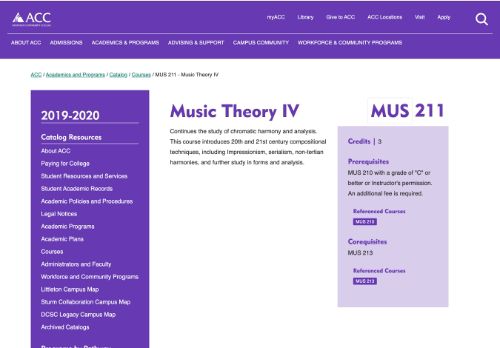 ACC
myACC Library Give to ACC ACC Locations Visit Apply
ABOUT ACC ADMISSIONS ACADEMICS & PROGRAMS ADVISING & SUPPORT CAMPUS COMMUNITY WORKFORCE & COMMUNITY PROGRAMS
ACC / Academics and Programs / Catalog / Courses / MUS 211 - Music Theory IV
2019-2020
Catalog Resources
About ACC
Paying for College
Student Resources and Services
Student Academic Records
Academic Policies and Procedures
Legal Notices
Academic Programs
Academic Plans
Courses
Administrators and Faculty
Workforce and Community Programs
Littleton Campus Map
Sturm Collaboration Campus Map
DCSC Legacy Campus Map
Archived Catalogs
Music Theory IV
Continues the study of chromatic harmony and analysis.
This course introduces 20th and 21st century compositional
techniques, including Impressionism, serialism, non-tertian
harmonies, and further study in forms and analysis.
MUS 211
Credits | 3
Prerequisites
MUS 210 with a grade of "C" or
better or Instructor's permission.
An additional fee is required.
Referenced Courses
MUS 210
Corequisites
MUS 213
Referenced Courses
MUS 213